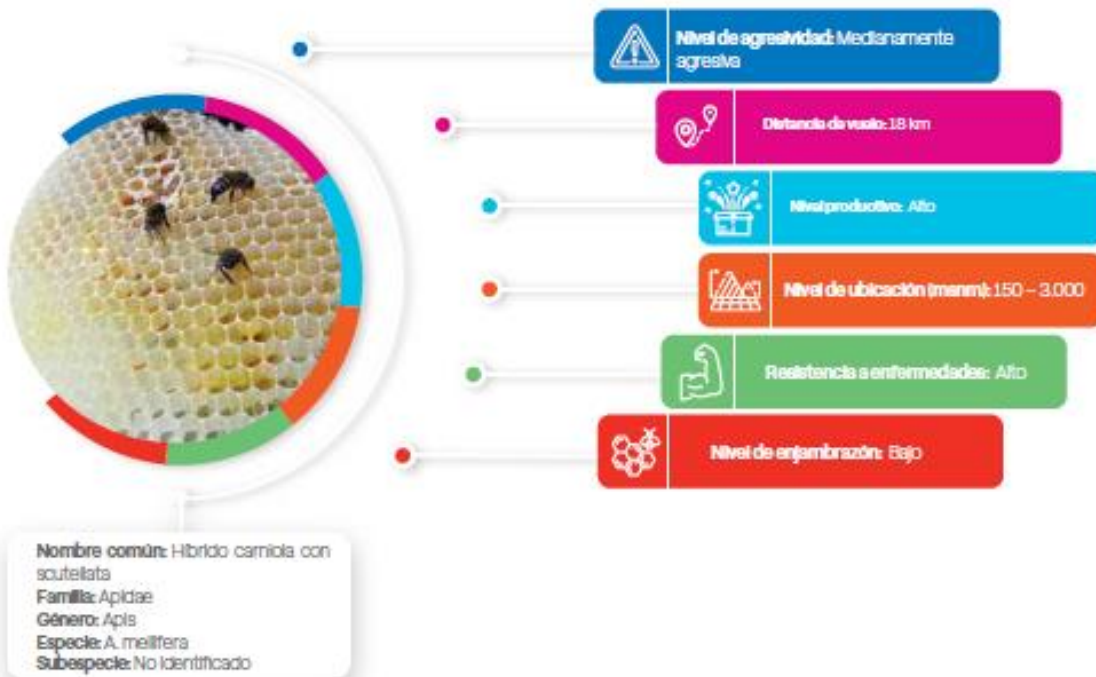 Nivel de agresividad: Medianamente
agresiva
Distancia de vuelo: 18 km
Nivel productivo: Alto
Nivel de ubicación (msnm): 150 – 3.000
Resistencia a enfermedades: Alto
Nivel de enjambrazón: Bajo
Nombre común: Híbrido carniola con
scutellata
Familia: Apidae
Género: Apis
Especie: A. mellifera
Subespecie: No identificado